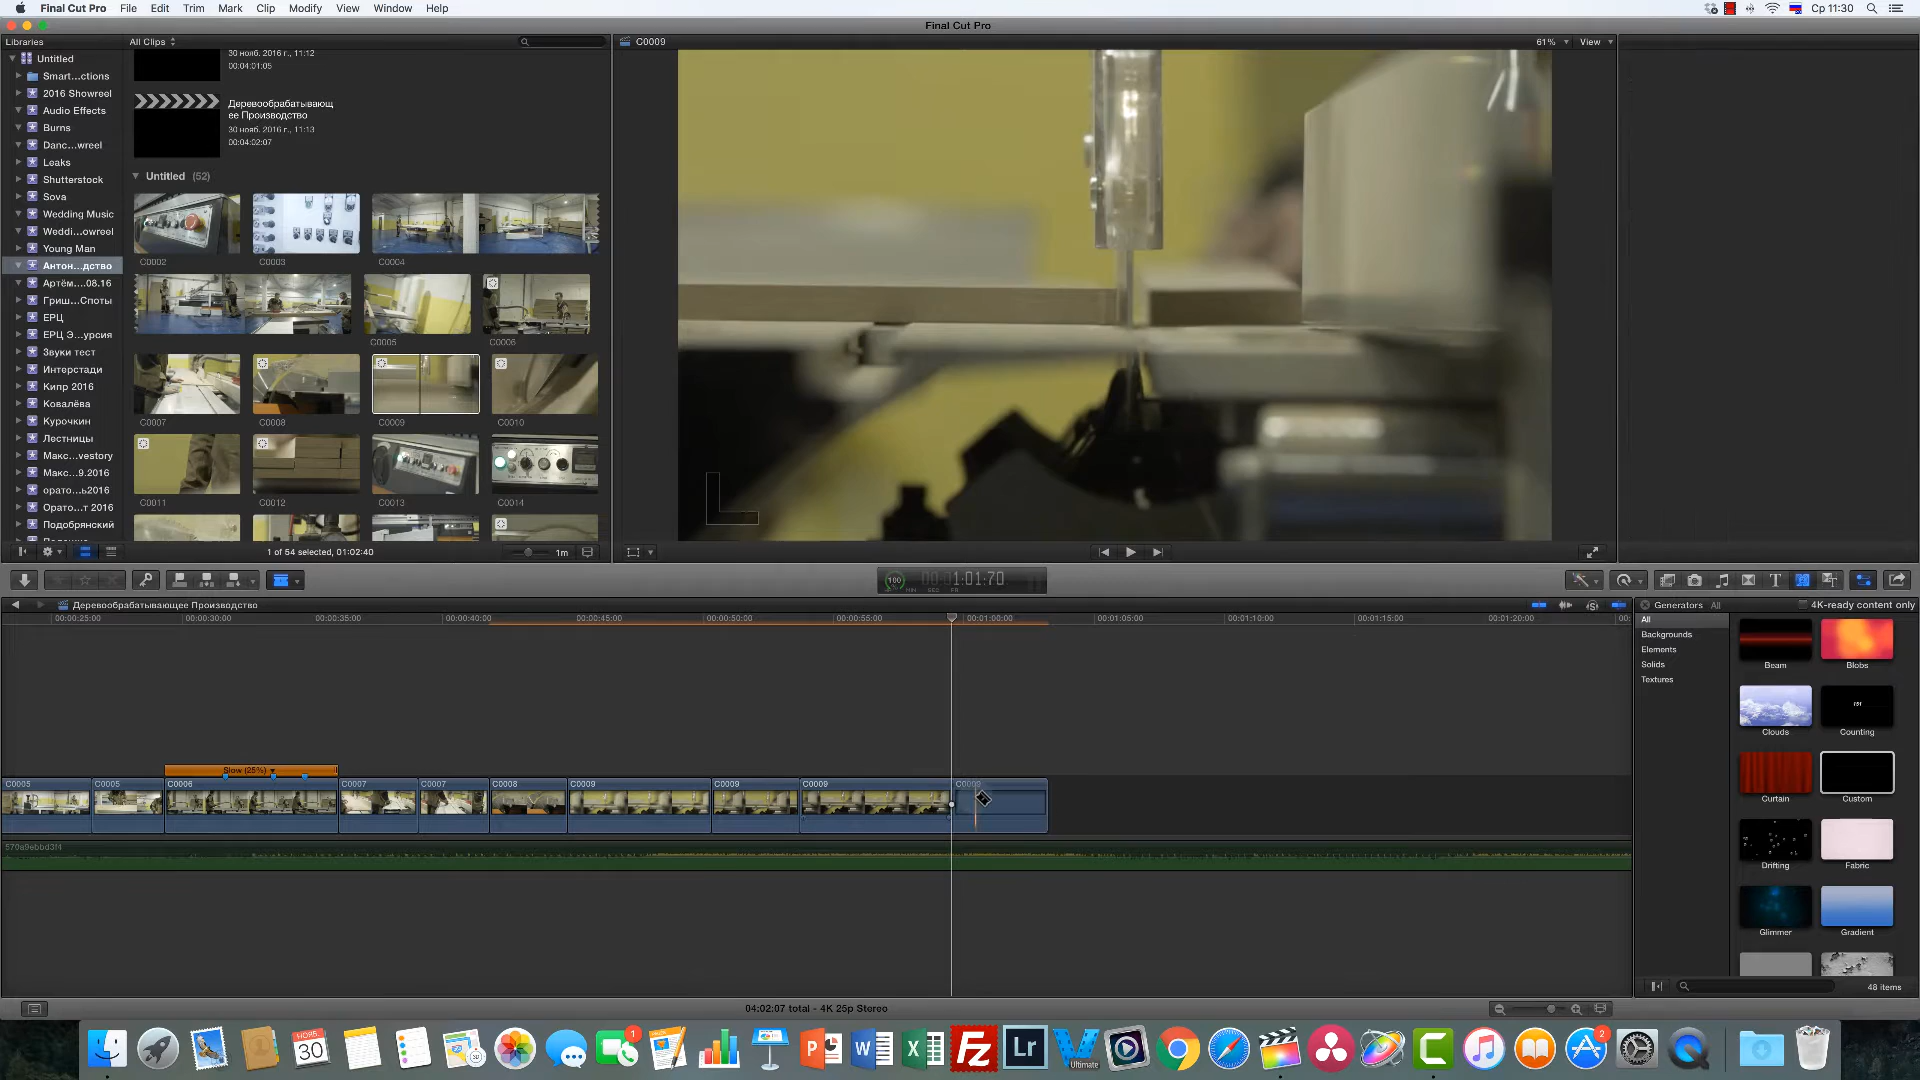 Final Cut Pro File Edit Trim Mark Clip Modify View Window Help
Ср 11:30
Final Cut Pro
Libraries
All Clips
C0009
61%
View
Untitled
Smart...ctions
2016 Showreel
Audio Effects
Burns
Danc...wreel
Leaks
Shutterstock
Sova
Wedding Music
Weddi...owreel
Young Man
Антон...дство
Артём...08.16
Гриш...Споты
ЕРЦ
ЕРЦ Э...урсия
Звуки тест
Интерстади
Кипр 2016
Ковалёва
Курочкин
Лестницы
Макс...vestory
Макс...9.2016
орато...ь2016
Орато...т 2016
Подобрянский
30 нояб. 2016 г., 11:12
00:04:01:05
Деревообрабатывающ
ее Производство
30 нояб. 2016 г., 11:13
00:04:02:07
Untitled (52)
C0002
C0003
C0004
C0005
C0006
C0007
C0008
C0009
C0010
C0011
C0012
C0013
C0014
1 of 54 selected, 01:02:40
1m
100
1:01:70
Деревообрабатывающее Производство
00:00:25:00
00:00:30:00
00:00:35:00
00:00:40:00
00:00:45:00
00:00:50:00
00:00:55:00
00:01:00:00
00:01:05:00
00:01:10:00
00:01:15:00
00:01:20:00
Slow (25%)
C0005
C0005
C0006
C0007
C0007
C0008
C0009
C0009
C0009
570a9ebbd3f4
04:02:07 total - 4K 25p Stereo
Generators
All
4K-ready content only
All
Backgrounds
Elements
Solids
Textures
Beam
Blobs
Clouds
Counting
Curtain
Custom
Drifting
Fabric
Glimmer
Gradient
48 items
НОЯБ.
30
1
Lr
Ultimate
2